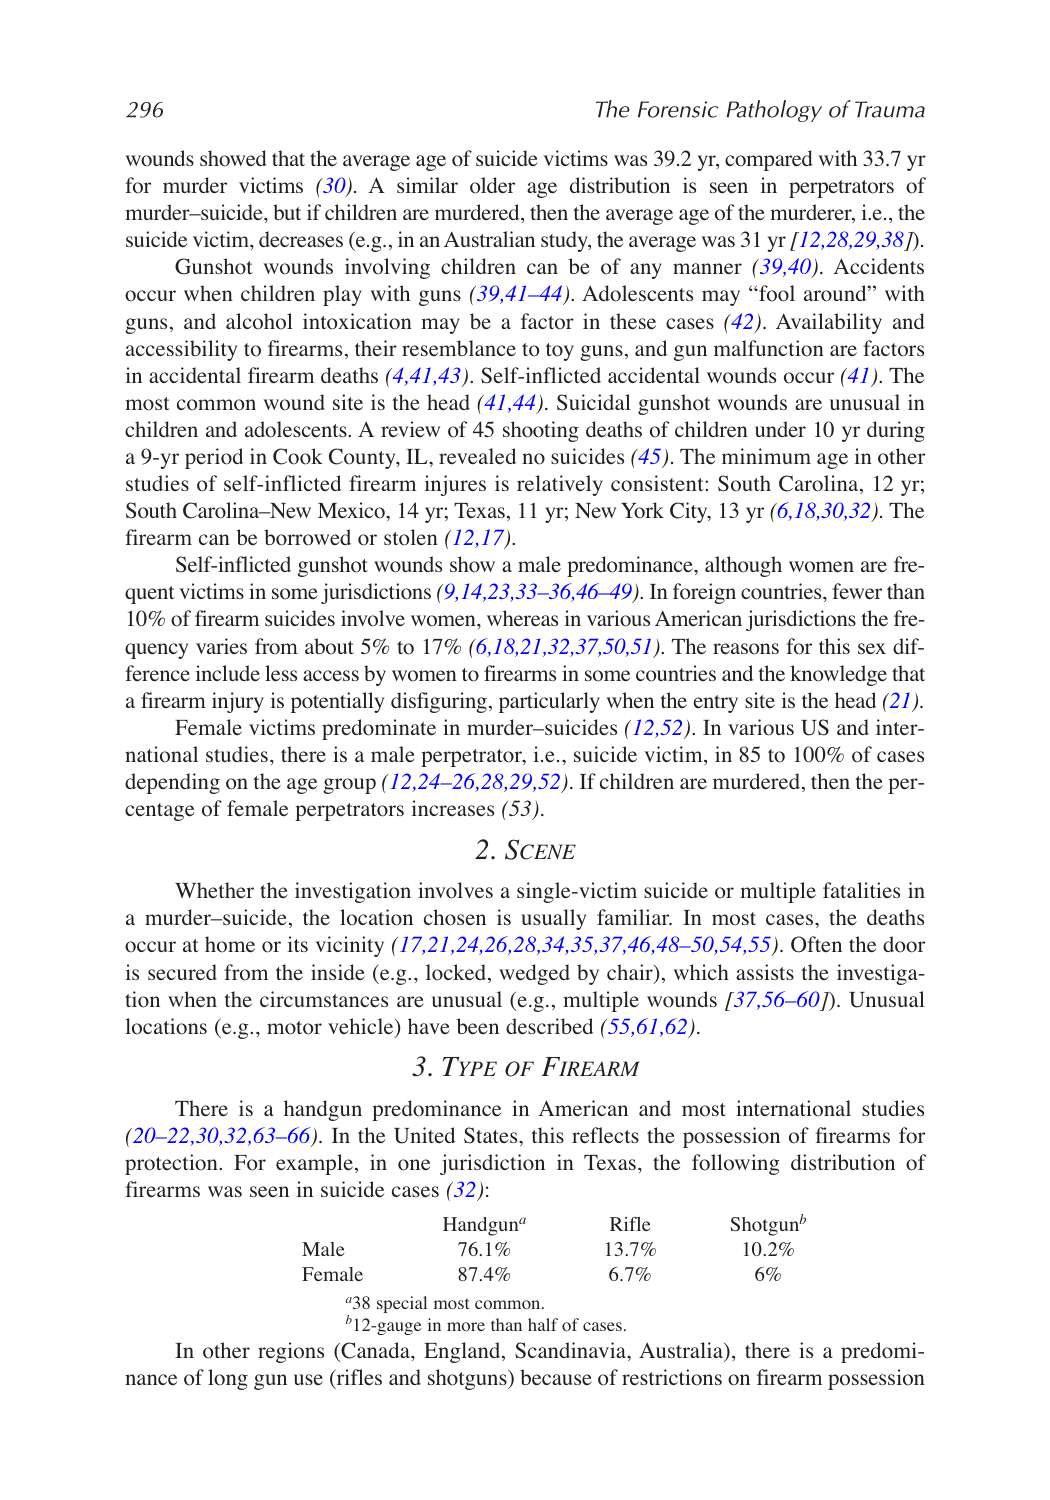 296 The Forensic Pathology of Trauma
wounds showed that the average age of suicide victims was 39.2 yr, compared with 33.7 yr
for murder victims (30). A similar older age distribution is seen in perpetrators of
murder–suicide, but if children are murdered, then the average age of the murderer, i.e., the
suicide victim, decreases (e.g., in an Australian study, the average was 31 yr [12,28,29,38]).
Gunshot wounds involving children can be of any manner (39,40). Accidents
occur when children play with guns (39,41–44). Adolescents may “fool around” with
guns, and alcohol intoxication may be a factor in these cases (42). Availability and
accessibility to firearms, their resemblance to toy guns, and gun malfunction are factors
in accidental firearm deaths (4,41,43). Self-inflicted accidental wounds occur (41). The
most common wound site is the head (41,44). Suicidal gunshot wounds are unusual in
children and adolescents. A review of 45 shooting deaths of children under 10 yr during
a 9-yr period in Cook County, IL, revealed no suicides (45). The minimum age in other
studies of self-inflicted firearm injures is relatively consistent: South Carolina, 12 yr;
South Carolina–New Mexico, 14 yr; Texas, 11 yr; New York City, 13 yr (6,18,30,32). The
firearm can be borrowed or stolen (12,17).
Self-inflicted gunshot wounds show a male predominance, although women are fre-
quent victims in some jurisdictions (9,14,23,33–36,46–49). In foreign countries, fewer than
10% of firearm suicides involve women, whereas in various American jurisdictions the fre-
quency varies from about 5% to 17% (6,18,21,32,37,50,51). The reasons for this sex dif-
ference include less access by women to firearms in some countries and the knowledge that
a firearm injury is potentially disfiguring, particularly when the entry site is the head (21).
Female victims predominate in murder–suicides (12,52). In various US and inter-
national studies, there is a male perpetrator, i.e., suicide victim, in 85 to 100% of cases
depending on the age group (12,24–26,28,29,52). If children are murdered, then the per-
centage of female perpetrators increases (53).
2. SCENE
Whether the investigation involves a single-victim suicide or multiple fatalities in
a murder–suicide, the location chosen is usually familiar. In most cases, the deaths
occur at home or its vicinity (17,21,24,26,28,34,35,37,46,48–50,54,55). Often the door
is secured from the inside (e.g., locked, wedged by chair), which assists the investiga-
tion when the circumstances are unusual (e.g., multiple wounds [37,56–60]). Unusual
locations (e.g., motor vehicle) have been described (55,61,62).
3. TYPE OF FIREARM
There is a handgun predominance in American and most international studies
(20–22,30,32,63–66). In the United States, this reflects the possession of firearms for
protection. For example, in one jurisdiction in Texas, the following distribution of
firearms was seen in suicide cases (32):
Handgun^a Rifle Shotgun^b
Male 76.1% 13.7% 10.2%
Female 87.4% 6.7% 6%
^a38 special most common.
^b12-gauge in more than half of cases.
In other regions (Canada, England, Scandinavia, Australia), there is a predomi-
nance of long gun use (rifles and shotguns) because of restrictions on firearm possession